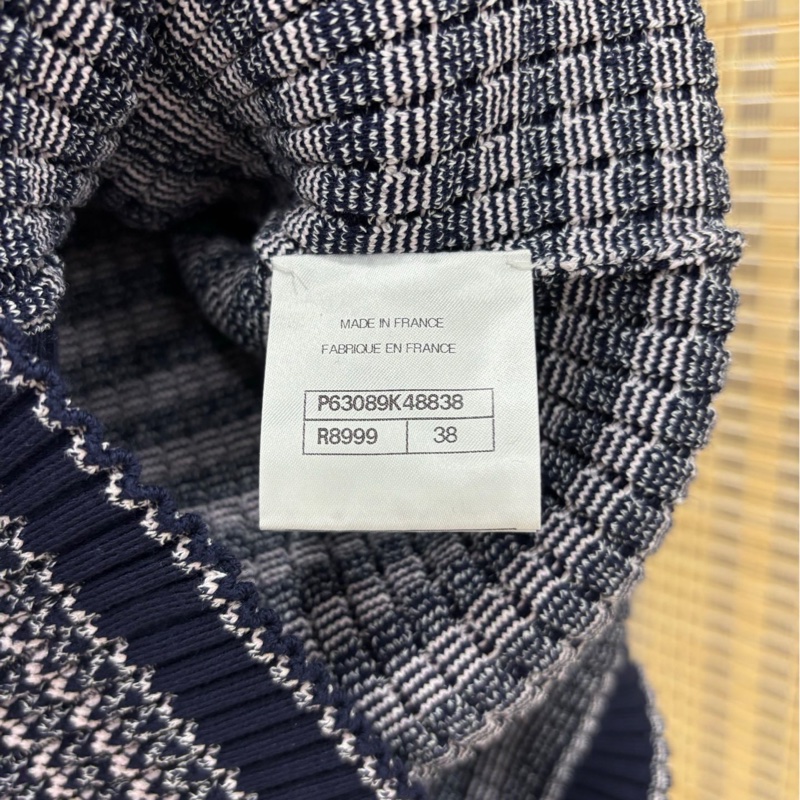 MADE IN FRANCE
FABRIQUE EN FRANCE
P63089K48838
R8999 38